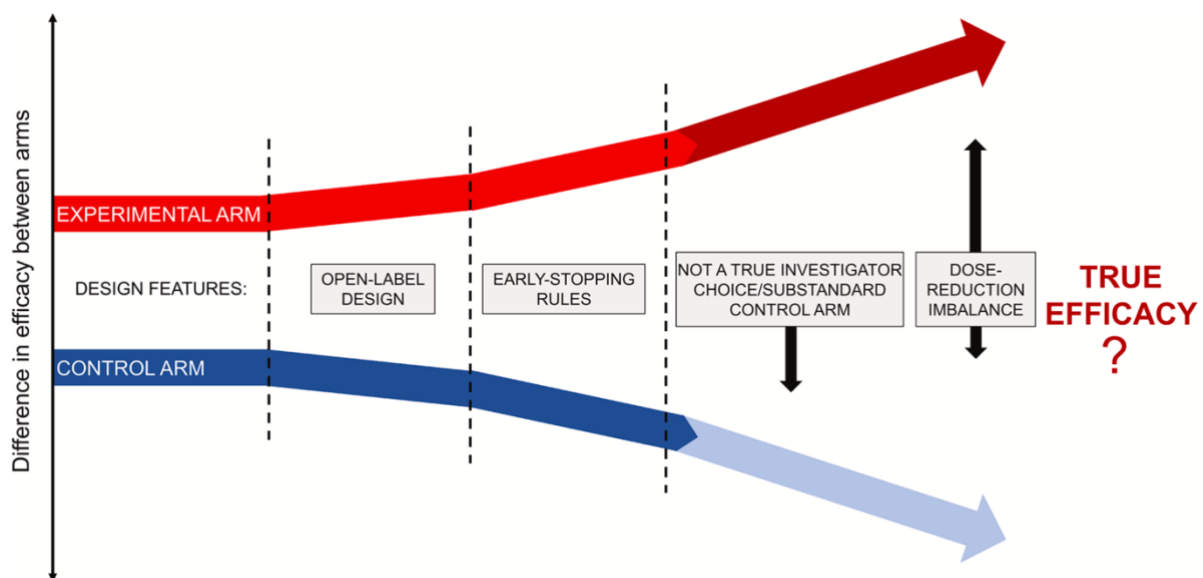 Difference in efficacy between arms
EXPERIMENTAL ARM
DESIGN FEATURES:
OPEN-LABEL
DESIGN
EARLY-STOPPING
RULES
NOT A TRUE INVESTIGATOR
CHOICE/SUBSTANDARD
CONTROL ARM
DOSE-
REDUCTION
IMBALANCE
TRUE
EFFICACY
?
CONTROL ARM